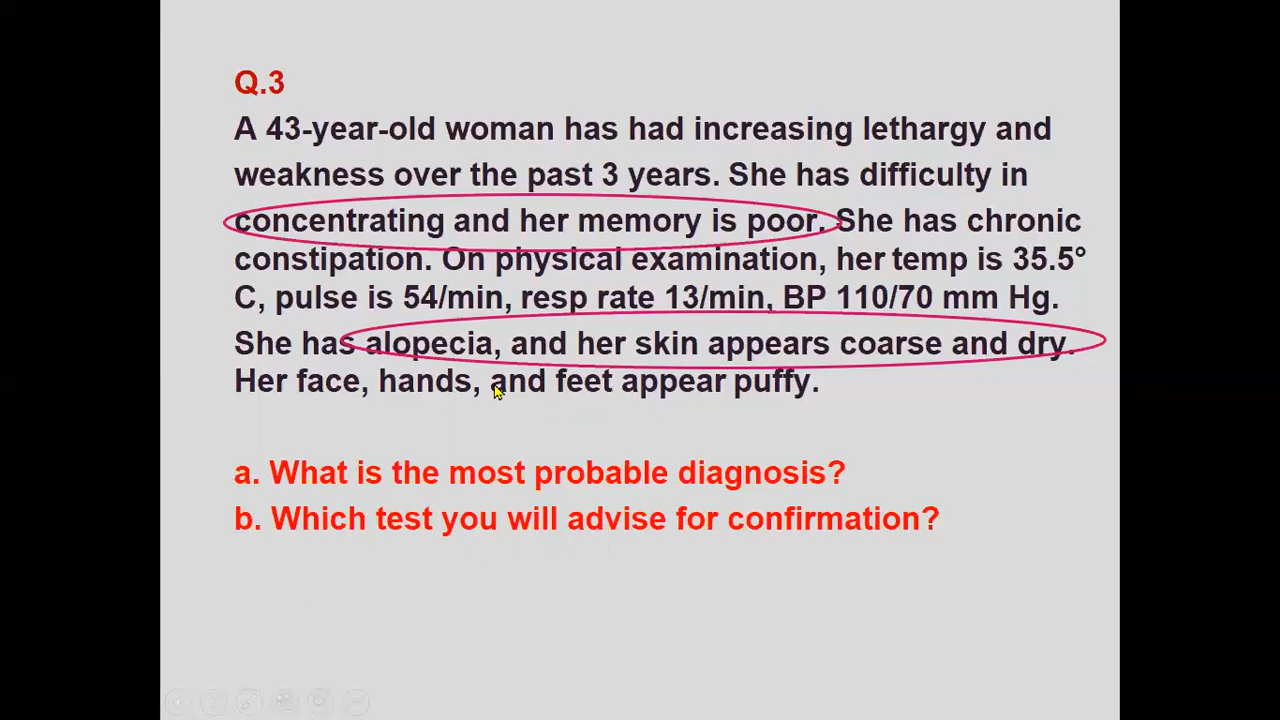 Q.3
A 43-year-old woman has had increasing lethargy and
weakness over the past 3 years. She has difficulty in
concentrating and her memory is poor. She has chronic
constipation. On physical examination, her temp is 35.5°
C, pulse is 54/min, resp rate 13/min, BP 110/70 mm Hg.
She has alopecia, and her skin appears coarse and dry.
Her face, hands, and feet appear puffy.
a. What is the most probable diagnosis?
b. Which test you will advise for confirmation?